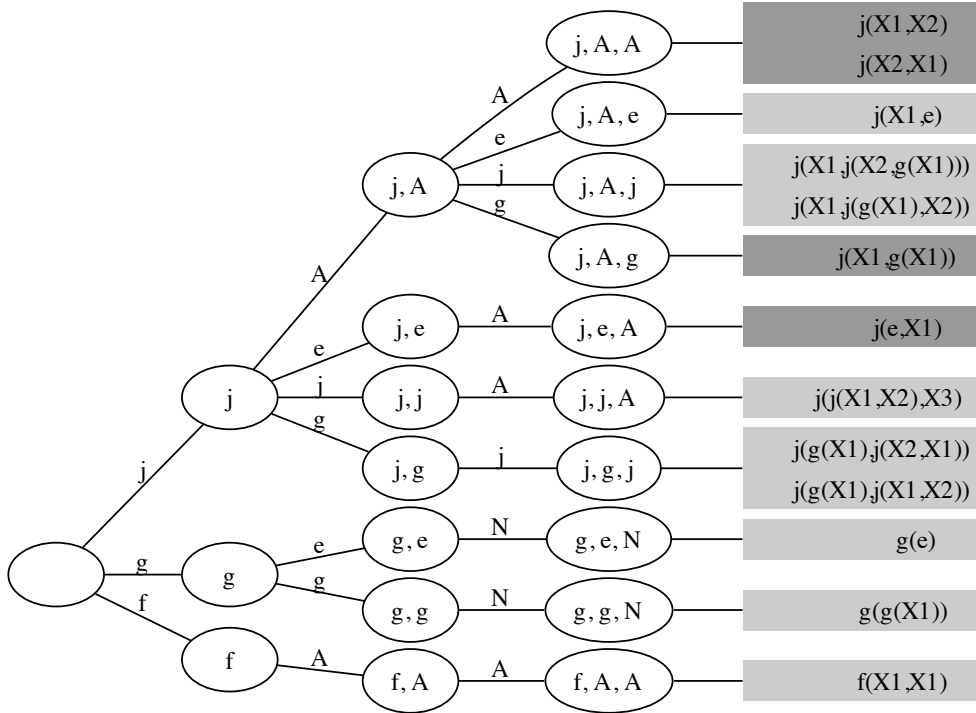 j, A, A
j(X1,X2)
j(X2,X1)
A
j, A, e
j(X1,e)
e
j, A
j
j, A, j
j(X1,j(X2,g(X1)))
j(X1,j(g(X1),X2))
g
j, A, g
j(X1,g(X1))
A
j, e
A
j, e, A
j(e,X1)
e
j
j
j, j
A
j, j, A
j(j(X1,X2),X3)
g
j, g
j
j, g, j
j(g(X1),j(X2,X1))
j(g(X1),j(X1,X2))
j
g, e
N
g, e, N
g(e)
e
g
g
g
g, g
N
g, g, N
g(g(X1))
f
f
A
f, A
A
f, A, A
f(X1,X1)